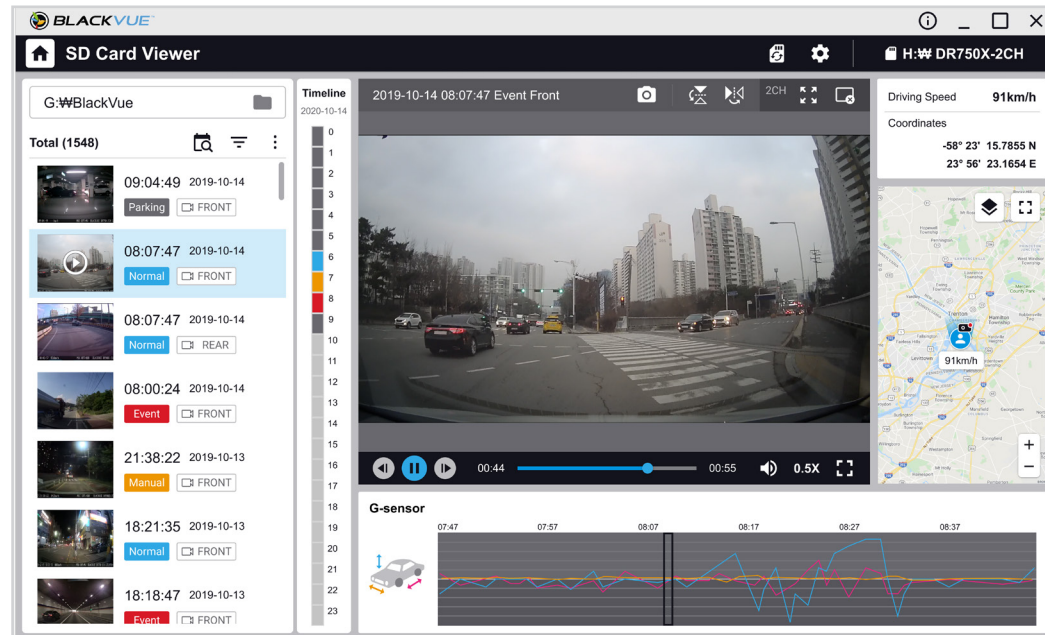 BLACKVUE
SD Card Viewer
H:₩ DR750X-2CH
G:₩BlackVue
Total (1548)
09:04:49 2019-10-14
Parking FRONT
08:07:47 2019-10-14
Normal FRONT
08:07:47 2019-10-14
Normal REAR
08:00:24 2019-10-14
Event FRONT
21:38:22 2019-10-13
Manual FRONT
18:21:35 2019-10-13
Normal FRONT
18:18:47 2019-10-13
Event FRONT
Timeline
2020-10-14
0
1
2
3
4
5
6
7
8
9
10
11
12
13
14
15
16
17
18
19
20
21
22
23
2019-10-14 08:07:47 Event Front
2CH
00:44
00:55
0.5X
Driving Speed 91km/h
Coordinates
-58° 23' 15.7855 N
23° 56' 23.1654 E
Trenton
Hamilton
Township
Levittown
91km/h
Burlington
+
−
G-sensor
07:47 07:57 08:07 08:17 08:27 08:37